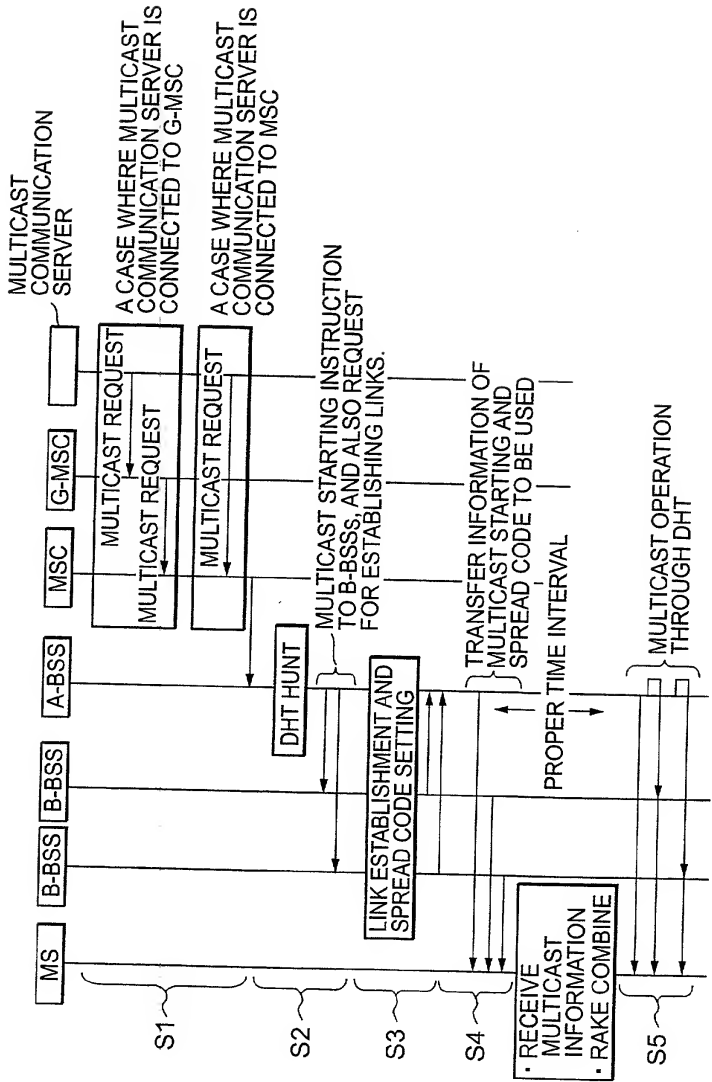 MULTICAST
COMMUNICATION
SERVER
MS
B-BSS
B-BSS
A-BSS
MSC
G-MSC
S1
MULTICAST REQUEST
MULTICAST REQUEST
A CASE WHERE MULTICAST
COMMUNICATION SERVER IS
CONNECTED TO G-MSC
MULTICAST REQUEST
A CASE WHERE MULTICAST
COMMUNICATION SERVER IS
CONNECTED TO MSC
S2
DHT HUNT
MULTICAST STARTING INSTRUCTION
TO B-BSSs, AND ALSO REQUEST
FOR ESTABLISHING LINKS.
S3
LINK ESTABLISHMENT AND
SPREAD CODE SETTING
S4
TRANSFER INFORMATION OF
MULTICAST STARTING AND
SPREAD CODE TO BE USED
PROPER TIME INTERVAL
· RECEIVE
MULTICAST
INFORMATION
· RAKE COMBINE
S5
MULTICAST OPERATION
THROUGH DHT